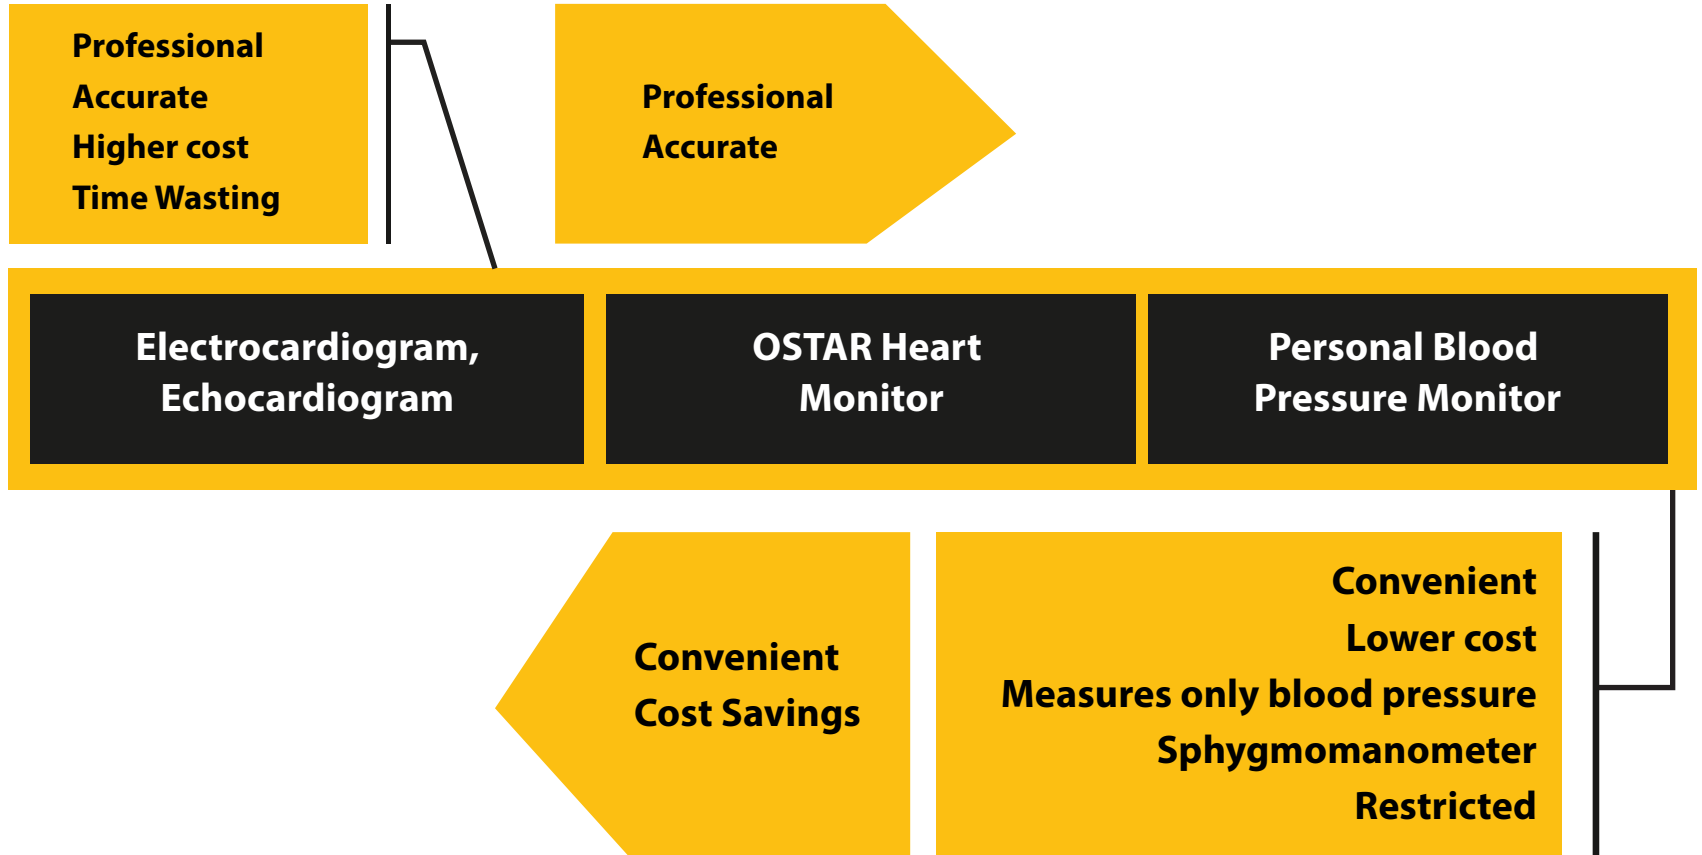 Professional
Accurate
Higher cost
Time Wasting
Professional
Accurate
Electrocardiogram,
Echocardiogram
OSTAR Heart
Monitor
Personal Blood
Pressure Monitor
Convenient
Cost Savings
Convenient
Lower cost
Measures only blood pressure
Sphygmomanometer
Restricted